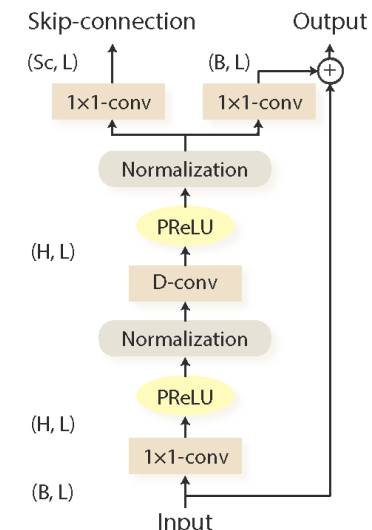 Skip-connection
Output
(Sc, L)
(B, L)
1×1-conv
1×1-conv
+
Normalization
PReLU
(H, L)
D-conv
Normalization
PReLU
(H, L)
1×1-conv
(B, L)
Input